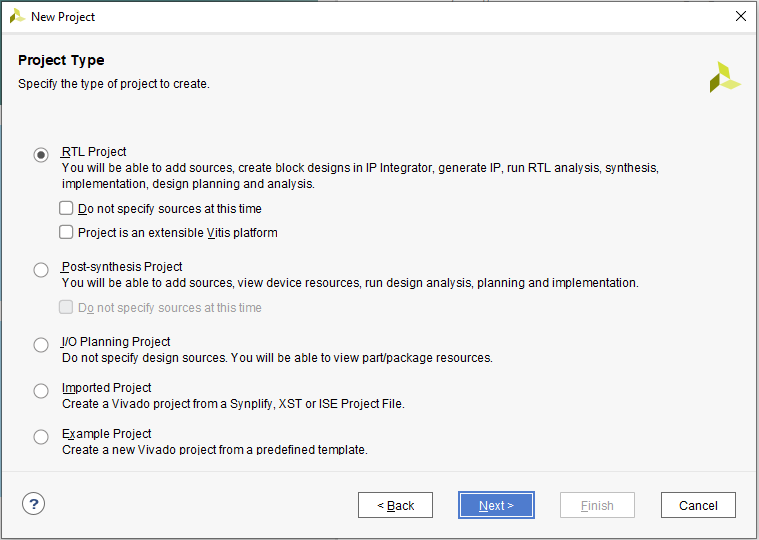 New Project
Project Type
Specify the type of project to create.
RTL Project
You will be able to add sources, create block designs in IP Integrator, generate IP, run RTL analysis, synthesis,
implementation, design planning and analysis.
Do not specify sources at this time
Project is an extensible Vitis platform
Post-synthesis Project
You will be able to add sources, view device resources, run design analysis, planning and implementation.
Do not specify sources at this time
I/O Planning Project
Do not specify design sources. You will be able to view part/package resources.
Imported Project
Create a Vivado project from a Synplify, XST or ISE Project File.
Example Project
Create a new Vivado project from a predefined template.
?
< Back
Next >
Finish
Cancel